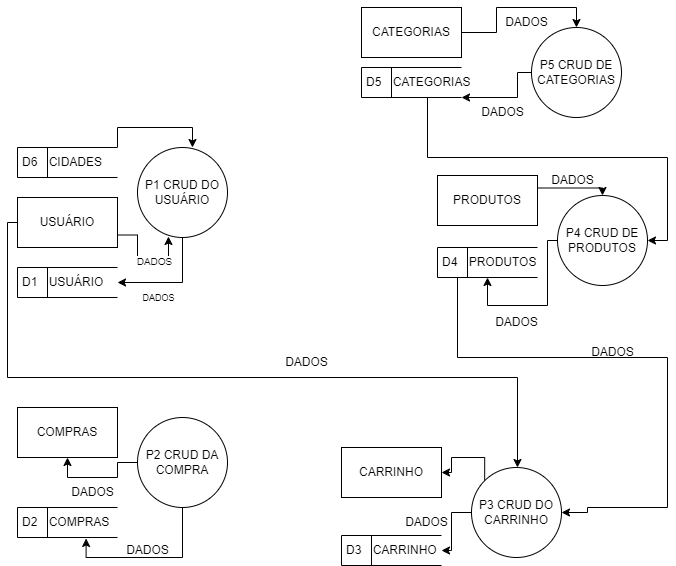 CATEGORIAS
DADOS
P5 CRUD DE
CATEGORIAS
D5 CATEGORIAS
DADOS
D6 CIDADES
P1 CRUD DO
USUÁRIO
USUÁRIO
DADOS
D1 USUÁRIO
DADOS
PRODUTOS
DADOS
P4 CRUD DE
PRODUTOS
D4 PRODUTOS
DADOS
DADOS
DADOS
COMPRAS
P2 CRUD DA
COMPRA
DADOS
D2 COMPRAS
DADOS
CARRINHO
P3 CRUD DO
CARRINHO
DADOS
D3 CARRINHO